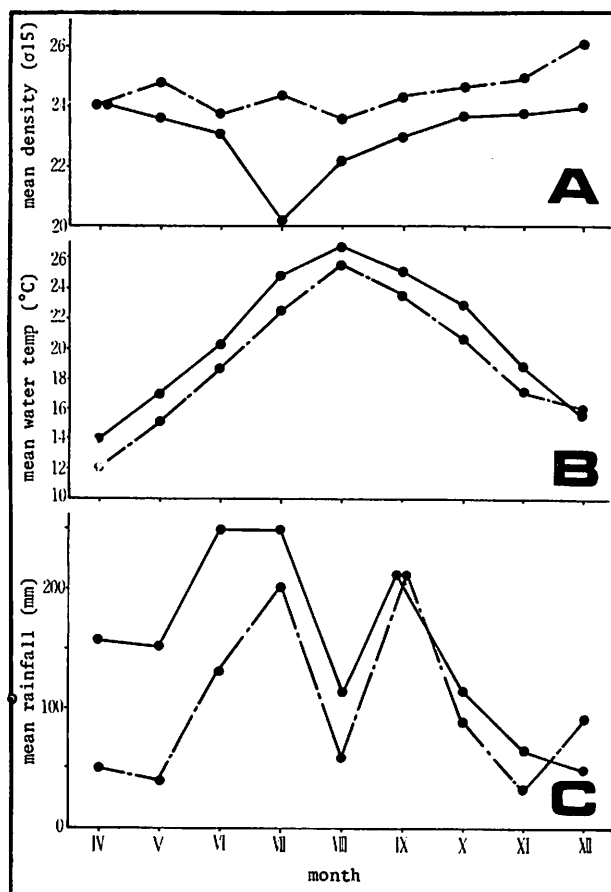 mean density (σ15)
26
24
22
20
A
mean water temp (°C)
26
24
22
20
18
16
14
12
10
B
mean rainfall (mm)
200
100
0
C
IV V VI VII VIII IX X XI XII
month